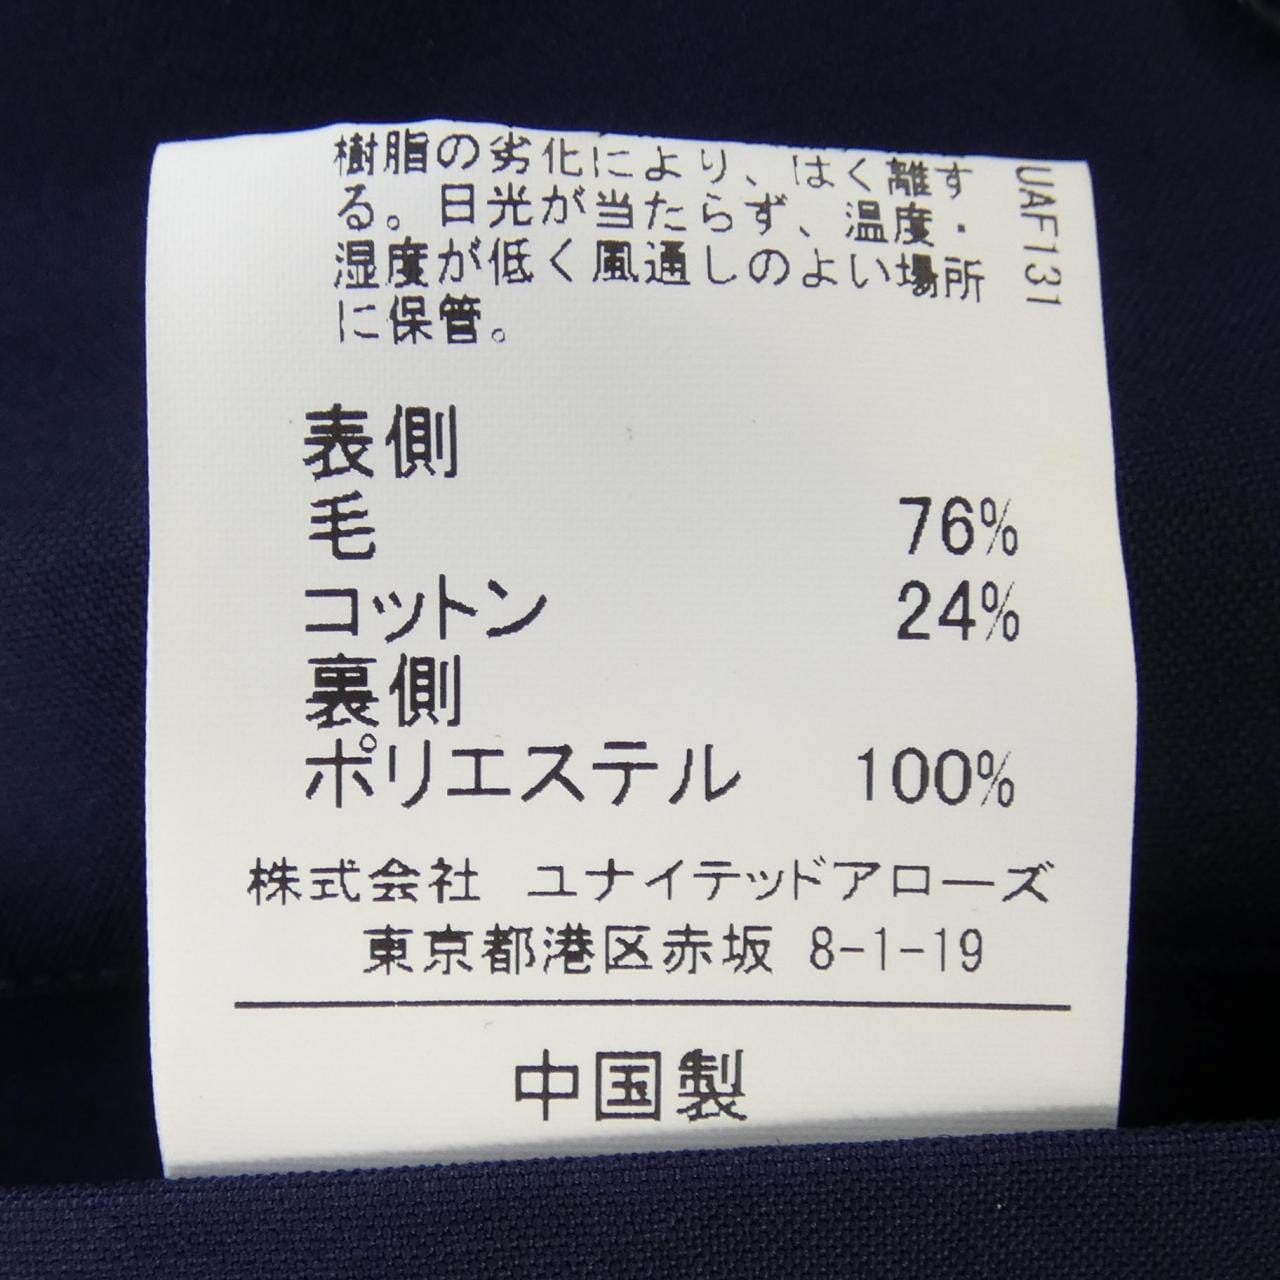 樹脂の劣化により、はく離す
る。日光が当たらず、温度・
湿度が低く風通しのよい場所
に保管。
UAF131
表側
毛 76%
コットン 24%
裏側
ポリエステル 100%
株式会社 ユナイテッドアローズ
東京都港区赤坂 8-1-19
中国製